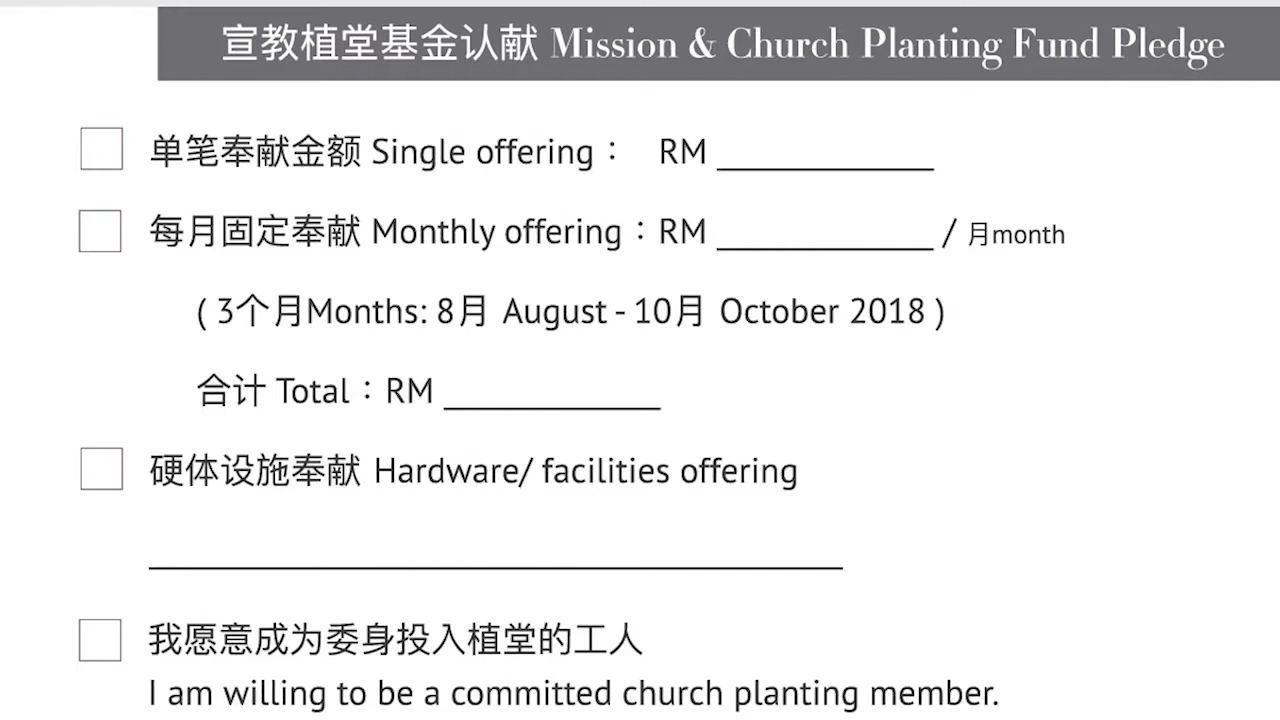 宣教植堂基金认献 Mission & Church Planting Fund Pledge
单笔奉献金额 Single offering： RM ____________
每月固定奉献 Monthly offering：RM ____________ / 月month
( 3个月Months: 8月 August - 10月 October 2018 )
合计 Total：RM ____________
硬体设施奉献 Hardware/ facilities offering
______________________________________
我愿意成为委身投入植堂的工人
I am willing to be a committed church planting member.